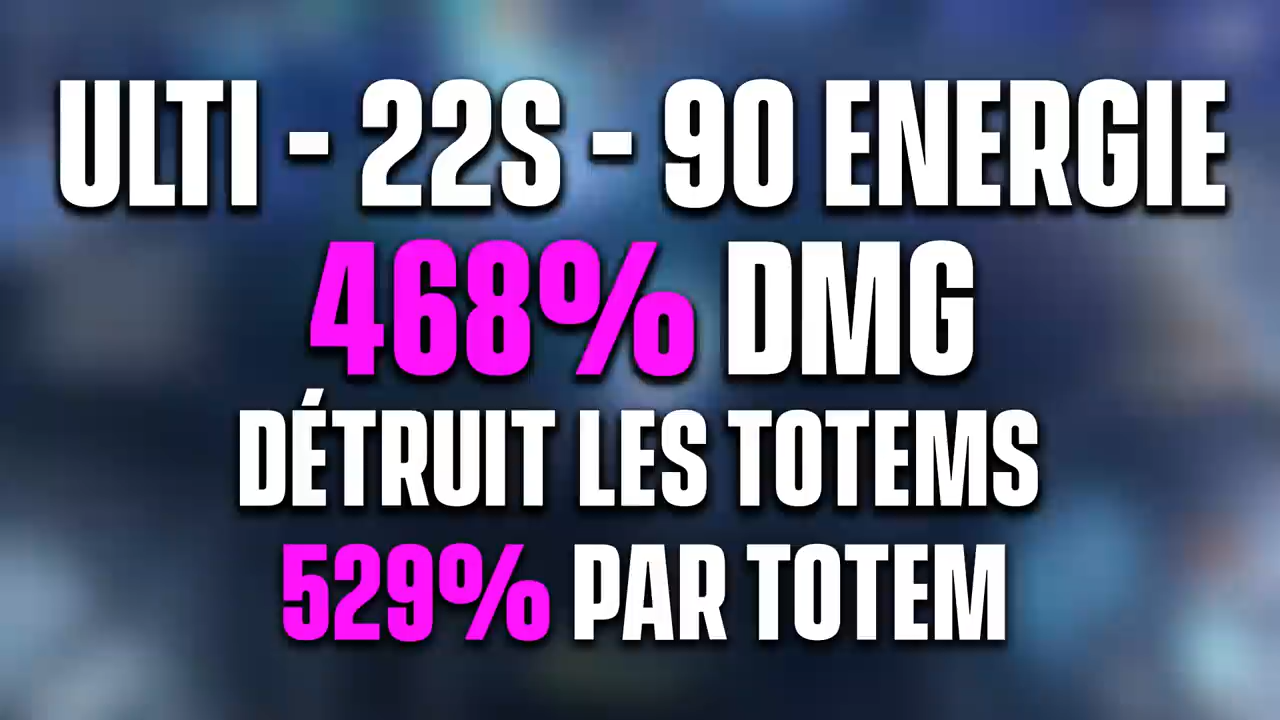 ULTI - 22S - 90 ENERGIE
468% DMG
DÉTRUIT LES TOTEMS
529% PAR TOTEM